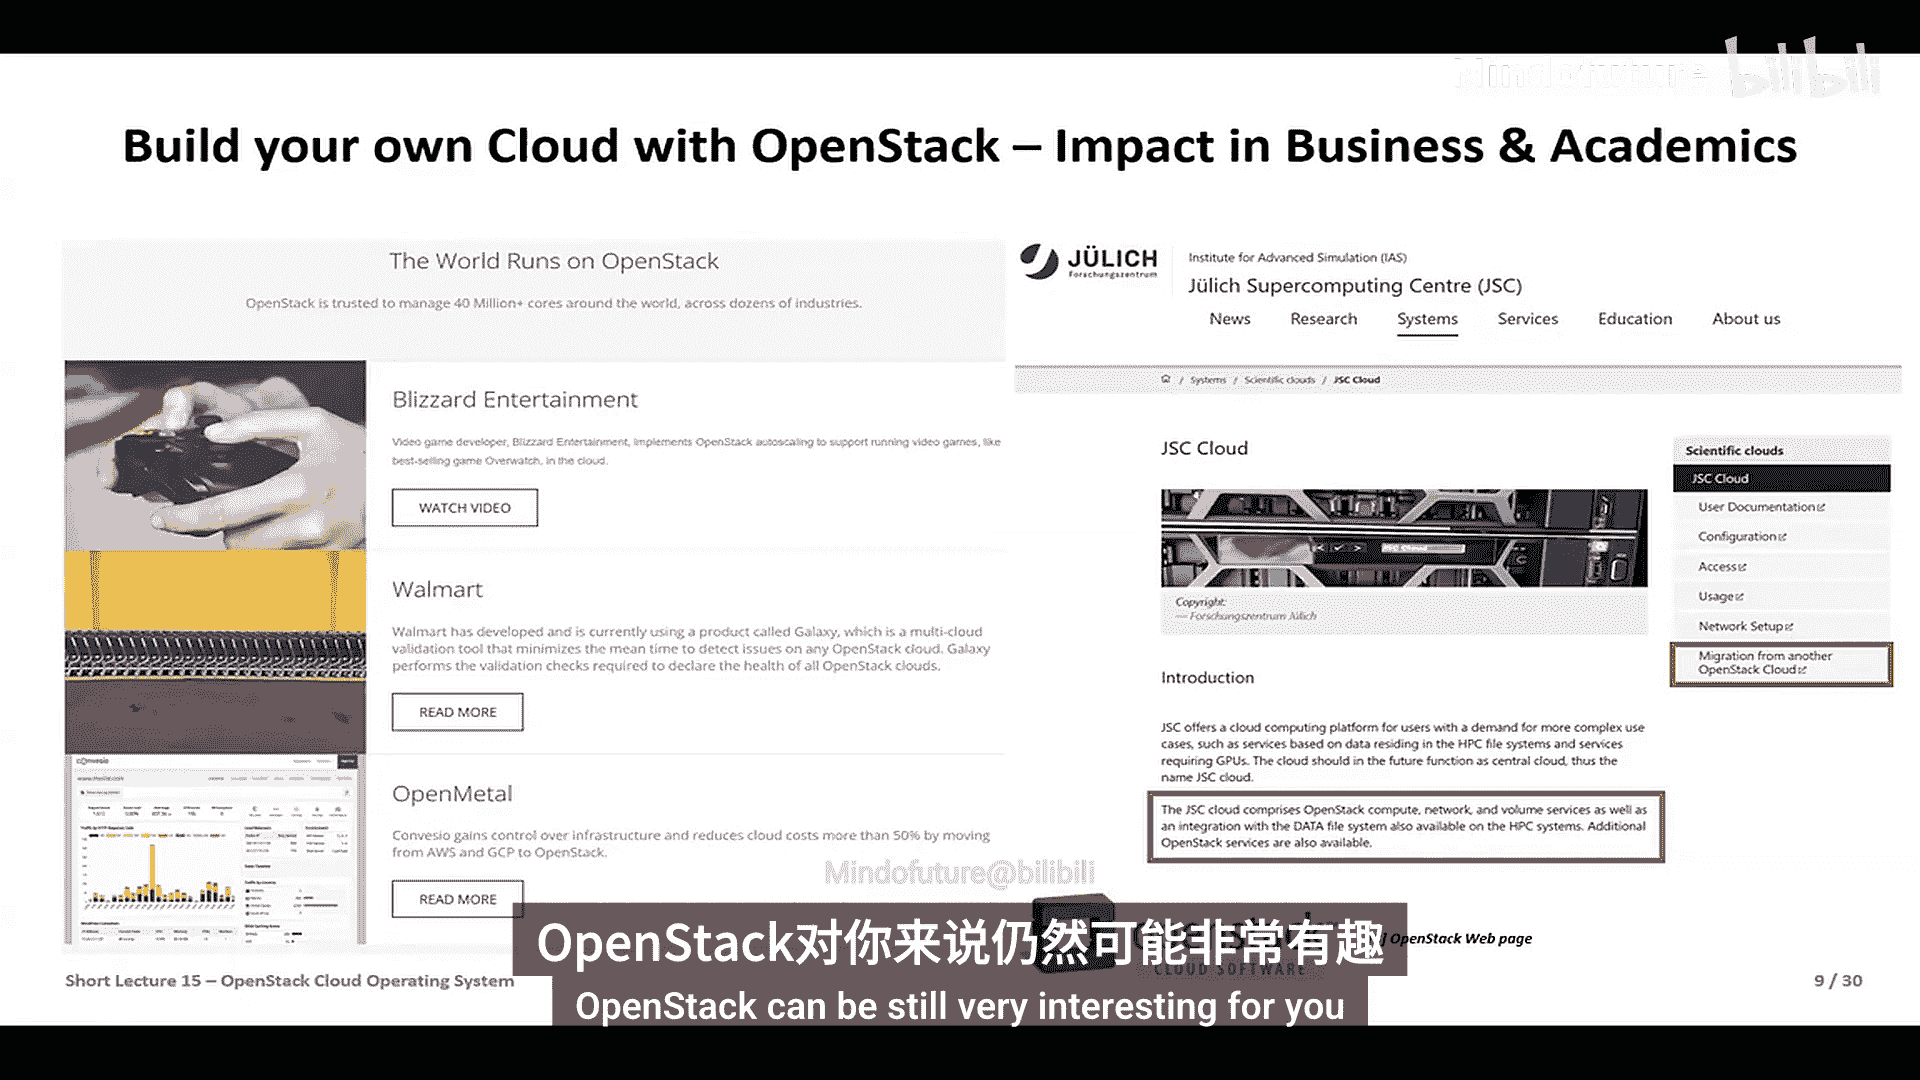 Mindofuture bilibili
Build your own Cloud with OpenStack – Impact in Business & Academics
The World Runs on OpenStack
OpenStack is trusted to manage 40 Million+ cores around the world, across dozens of industries.
Blizzard Entertainment
Video game developer, Blizzard Entertainment, implements OpenStack autoscaling to support running video games, like
best-selling game Overwatch, in the cloud.
WATCH VIDEO
Walmart
Walmart has developed and is currently using a product called Galaxy, which is a multi-cloud
validation tool that minimizes the mean time to detect issues on any OpenStack cloud. Galaxy
performs the validation checks required to declare the health of all OpenStack clouds.
READ MORE
convesio
OpenMetal
Convesio gains control over infrastructure and reduces cloud costs more than 50% by moving
from AWS and GCP to OpenStack.
READ MORE
JÜLICH
Forschungszentrum
Institute for Advanced Simulation (IAS)
Jülich Supercomputing Centre (JSC)
News Research Systems Services Education About us
/ Systems / Scientific clouds / JSC Cloud
JSC Cloud
JSC Cloud
Copyright:
— Forschungszentrum Jülich
Introduction
JSC offers a cloud computing platform for users with a demand for more complex use
cases, such as services based on data residing in the HPC file systems and services
requiring GPUs. The cloud should in the future function as central cloud, thus the
name JSC cloud.
The JSC cloud comprises OpenStack compute, network, and volume services as well as
an integration with the DATA file system also available on the HPC systems. Additional
OpenStack services are also available.
Scientific clouds
JSC Cloud
User Documentation
Configuration
Access
Usage
Network Setup
Migration from another
OpenStack Cloud
Mindofuture@bilibili
CLOUD SOFTWARE
] OpenStack Web page
OpenStack对你来说仍然可能非常有趣
OpenStack can be still very interesting for you
Short Lecture 15 – OpenStack Cloud Operating System
9 / 30